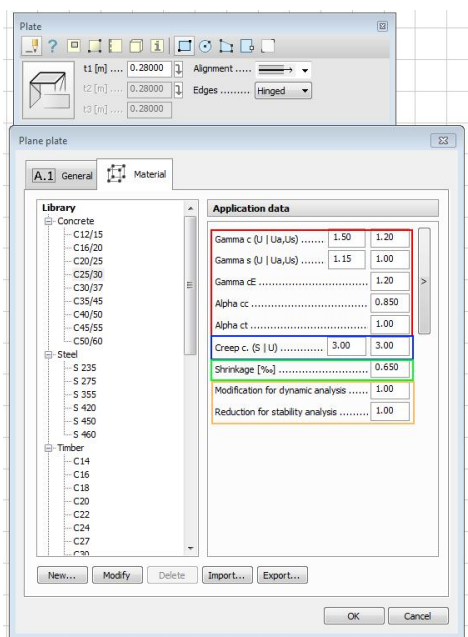 Plate
t1 [m] .... 0.28000 Alignment .....
t2 [m] .... 0.28000 Edges ......... Hinged
t3 [m] .... 0.28000
Plane plate
A.1 General Material
Library
Concrete
C12/15
C16/20
C20/25
C25/30
C30/37
C35/45
C40/50
C45/55
C50/60
Steel
S 235
S 275
S 355
S 420
S 450
S 460
Timber
C14
C16
C18
C20
C22
C24
C27
C30
Application data
Gamma c (U | Ua,Us) ....... 1.50 1.20
Gamma s (U | Ua,Us) ....... 1.15 1.00
Gamma cE ................................... 1.20 >
Alpha cc ...................................... 0.850
Alpha ct ...................................... 1.00
Creep c. (S | U) ............ 3.00 3.00
Shrinkage [‰] ............................. 0.650
Modification for dynamic analysis ...... 1.00
Reduction for stability analysis ......... 1.00
New... Modify Delete Import... Export...
OK Cancel